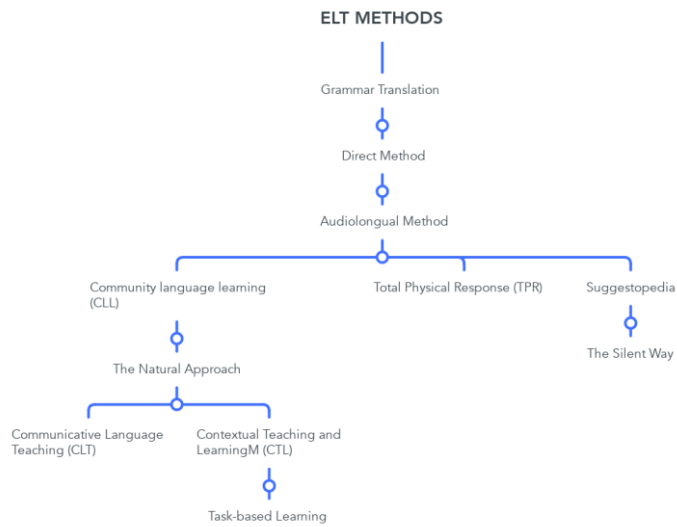 ELT METHODS
Grammar Translation
Direct Method
Audiolongual Method
Community language learning
(CLL)
Total Physical Response (TPR)
Suggestopedia
The Silent Way
The Natural Approach
Communicative Language
Teaching (CLT)
Contextual Teaching and
LearningM (CTL)
Task-based Learning